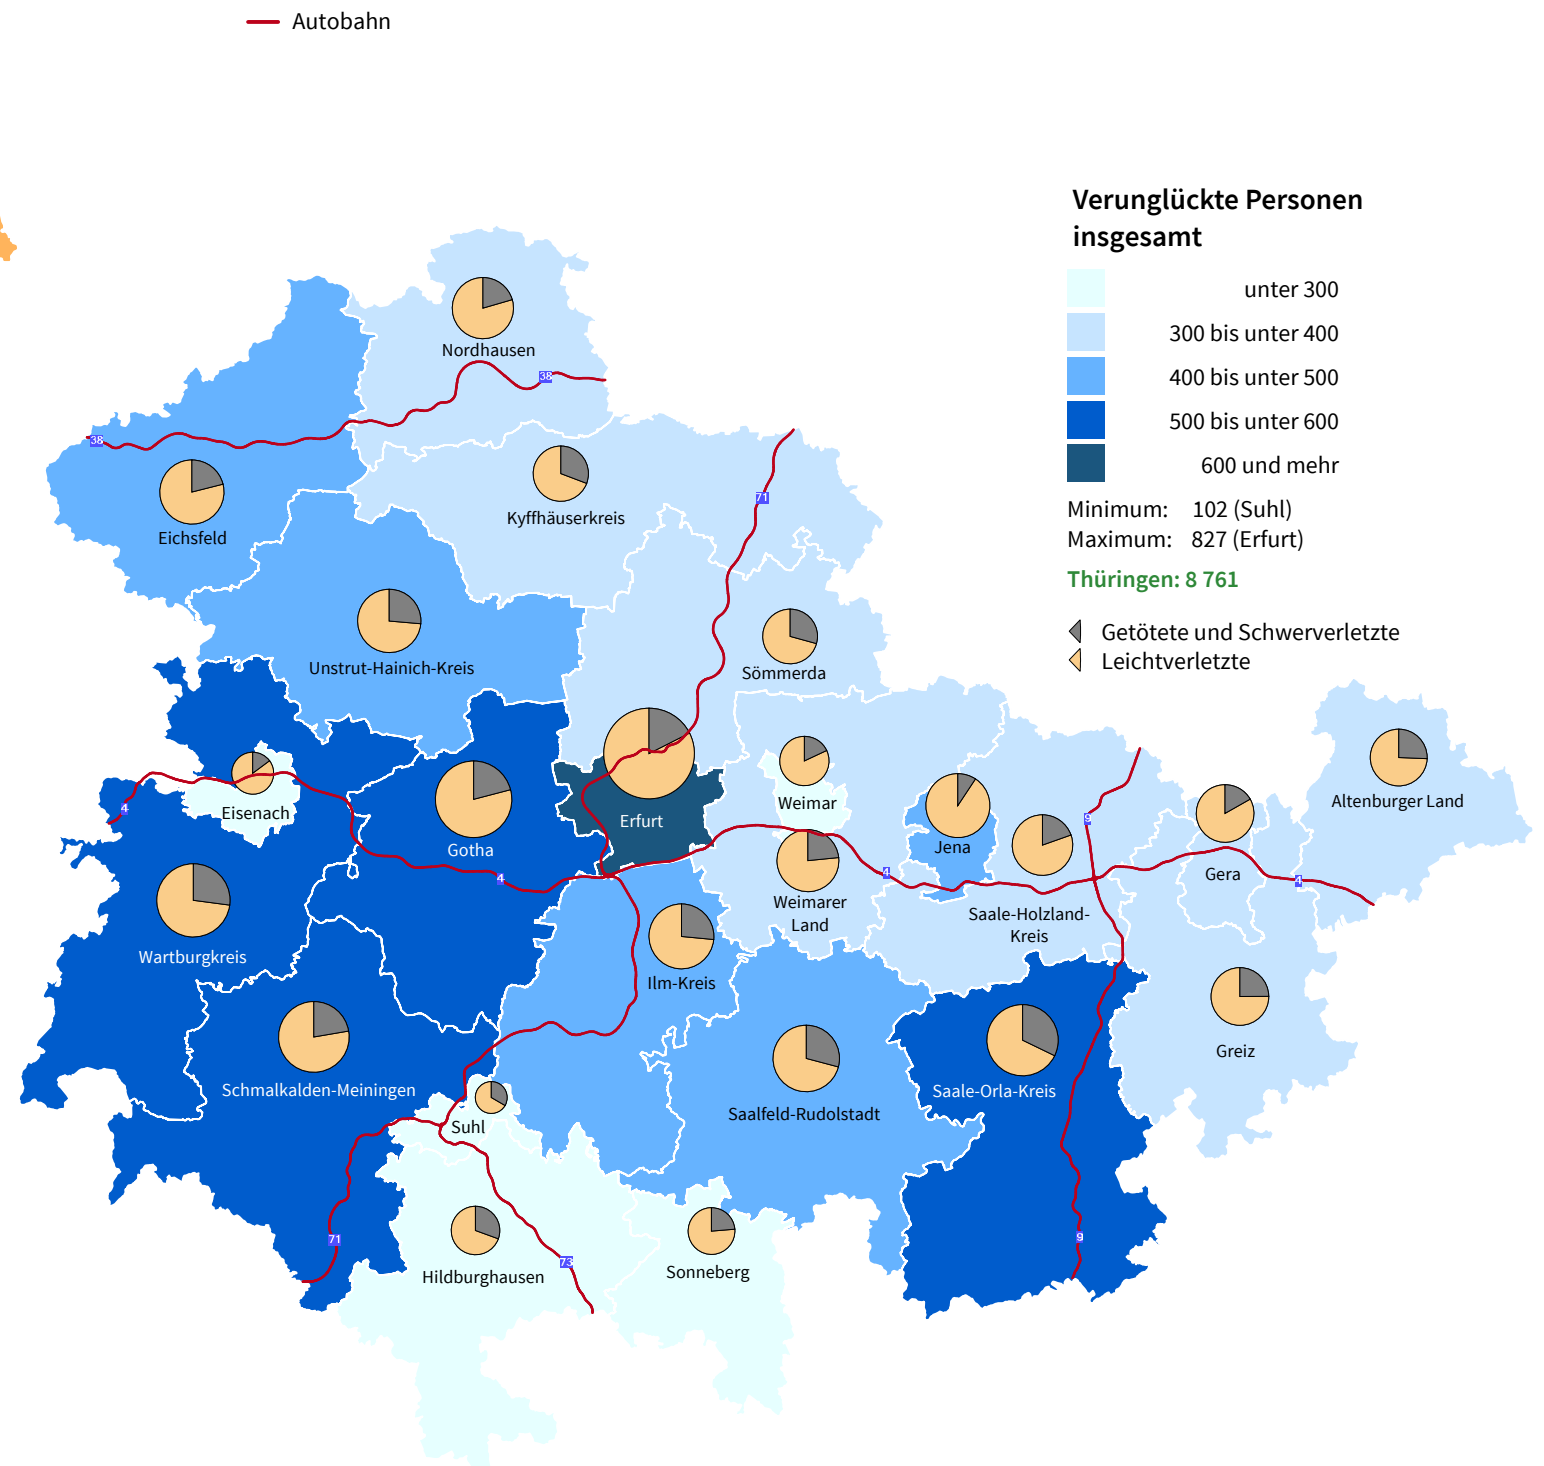 Autobahn
Verunglückte Personen
insgesamt
unter 300
300 bis unter 400
400 bis unter 500
500 bis unter 600
600 und mehr
Minimum: 102 (Suhl)
Maximum: 827 (Erfurt)
Thüringen: 8 761
Getötete und Schwerverletzte
Leichtverletzte
Nordhausen
38
38
Eichsfeld
Kyffhäuserkreis
71
Unstrut-Hainich-Kreis
Sömmerda
Eisenach
4
Gotha
4
Erfurt
Weimar
Weimarer
Land
4
Jena
9
Saale-Holzland-
Kreis
Gera
4
Altenburger Land
Wartburgkreis
Ilm-Kreis
Greiz
Schmalkalden-Meiningen
Suhl
Saalfeld-Rudolstadt
Saale-Orla-Kreis
71
73
9
Hildburghausen
Sonneberg